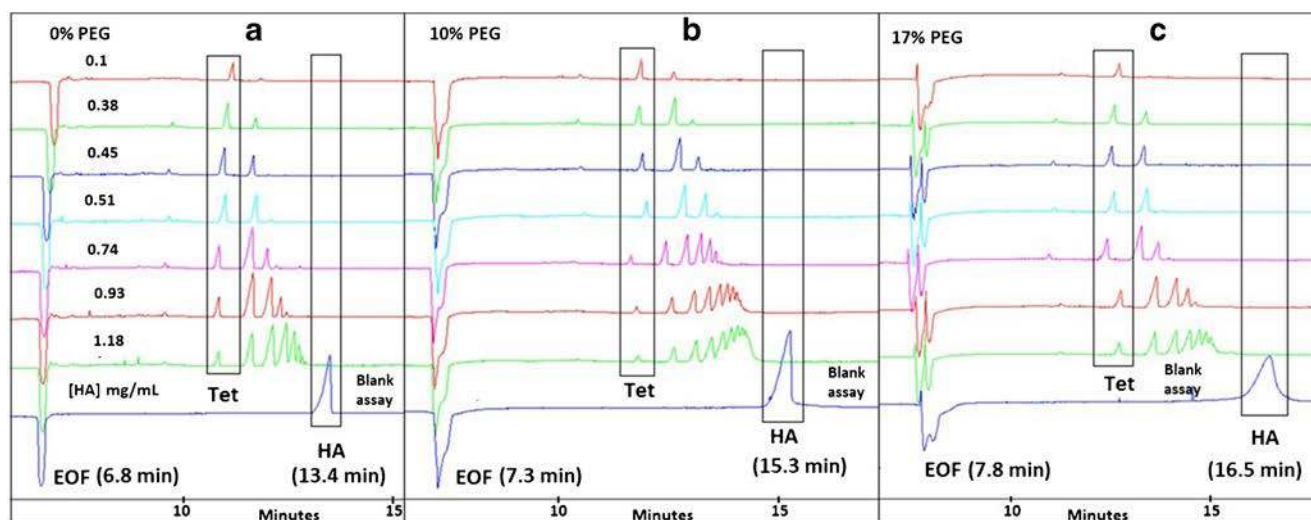 0% PEG
a
0.1
0.38
0.45
0.51
0.74
0.93
1.18
[HA] mg/mL
Tet
Blank
assay
HA
(13.4 min)
EOF (6.8 min)
10
15
Minutes
10% PEG
b
Tet
Blank
assay
HA
(15.3 min)
EOF (7.3 min)
10
15
Minutes
17% PEG
c
Tet
Blank
assay
HA
(16.5 min)
EOF (7.8 min)
10
15
Minutes